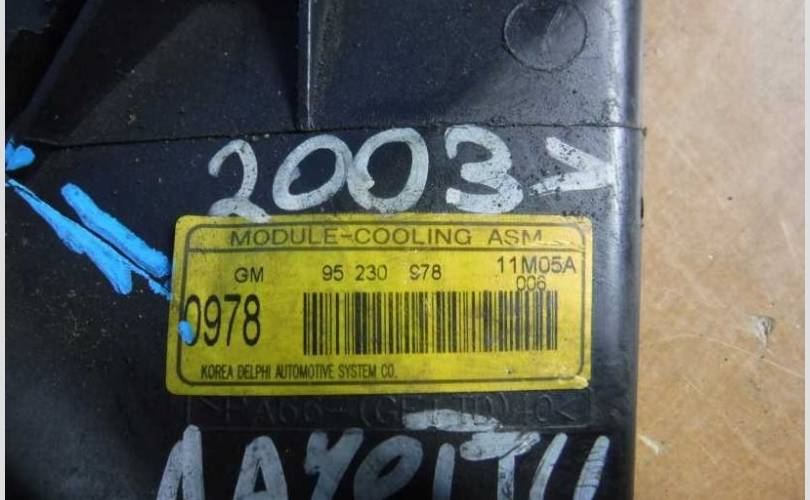 2003>
MODULE-COOLING ASM
GM 95 230 978 11M05A
006
0978
KOREA DELPHI AUTOMOTIVE SYSTEM CO.